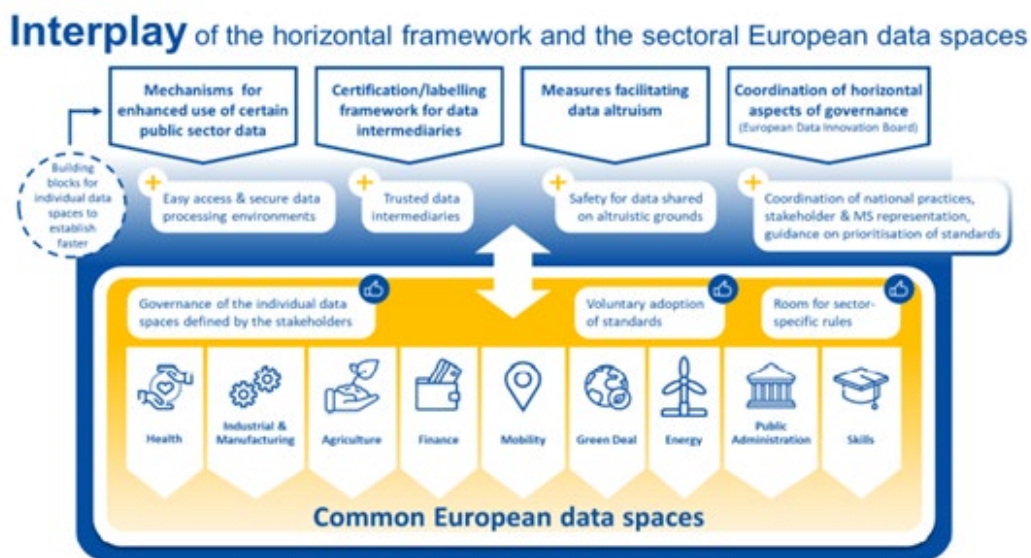 Interplay of the horizontal framework and the sectoral European data spaces
Mechanisms for
enhanced use of certain
public sector data
Certification/labelling
framework for data
intermediaries
Measures facilitating
data altruism
Coordination of horizontal
aspects of governance
(European Data Innovation Board)
Building
blocks for
individual data
spaces to
establish
faster
Easy access & secure data
processing environments
Trusted data
intermediaries
Safety for data shared
on altruistic grounds
Coordination of national practices,
stakeholder & MS representation,
guidance on prioritisation of standards
Governance of the individual data
spaces defined by the stakeholders
Voluntary adoption
of standards
Room for sector-
specific rules
Health
Industrial &
Manufacturing
Agriculture
Finance
Mobility
Green Deal
Energy
Public
Administration
Skills
Common European data spaces